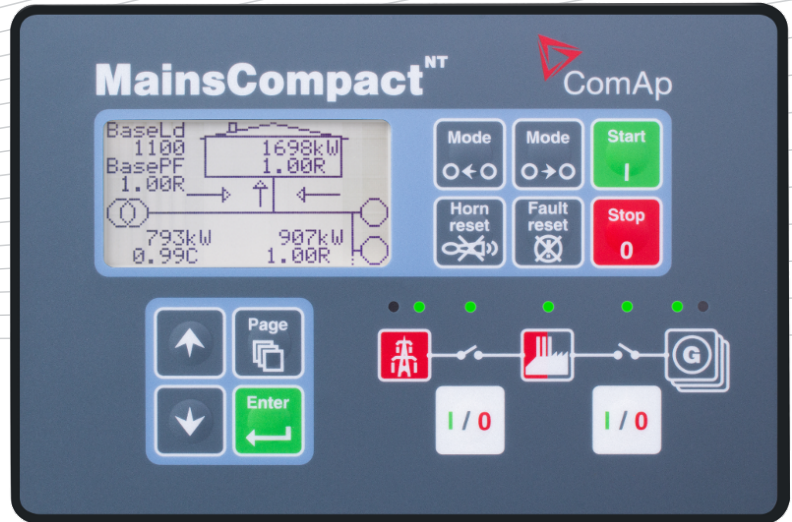 MainsCompact NT
ComAp
BaseLd
1100
1698kW
BasePF
1.00R
1.00R
793kW
907kW
0.99C
1.00R
Mode
Mode
Start
I
Horn
reset
Fault
reset
Stop
0
Page
Enter
G
I / 0
I / 0